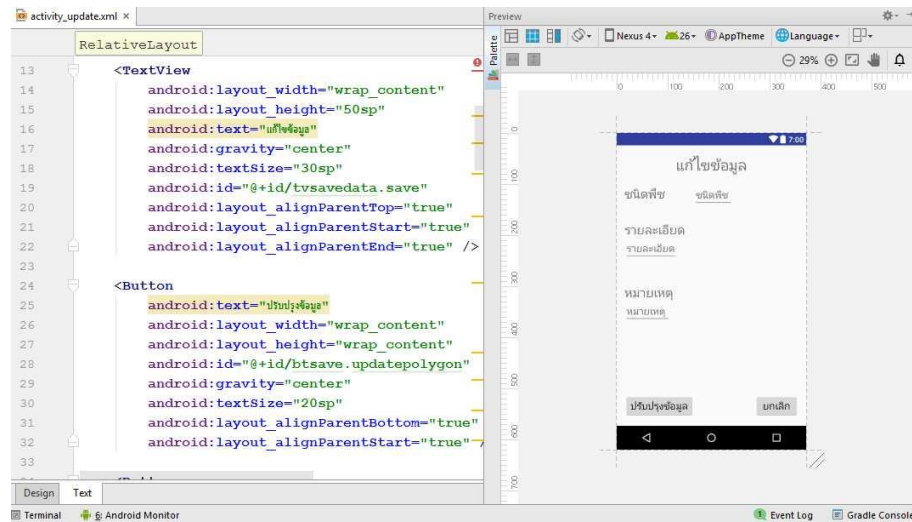 activity_update.xml ×
Preview
RelativeLayout
Palette
Nexus 4
26
AppTheme
Language
29%
13 <TextView
14 android:layout_width="wrap_content"
15 android:layout_height="50sp"
16 android:text="แก้ไขข้อมูล"
17 android:gravity="center"
18 android:textSize="30sp"
19 android:id="@+id/tvsavedata.save"
20 android:layout_alignParentTop="true"
21 android:layout_alignParentStart="true"
22 android:layout_alignParentEnd="true" />
23
24 <Button
25 android:text="ปรับปรุงข้อมูล"
26 android:layout_width="wrap_content"
27 android:layout_height="wrap_content"
28 android:id="@+id/btsave.updatepolygon"
29 android:gravity="center"
30 android:textSize="20sp"
31 android:layout_alignParentBottom="true"
32 android:layout_alignParentStart="true" /
33
0 100 200 300 400 500
0
100
200
300
400
500
600
700
7:00
แก้ไขข้อมูล
ชนิดพืช ชนิดพืช
รายละเอียด
รายละเอียด
หมายเหตุ
หมายเหตุ
ปรับปรุงข้อมูล ยกเลิก
Design Text
Terminal 6: Android Monitor
1 Event Log Gradle Console